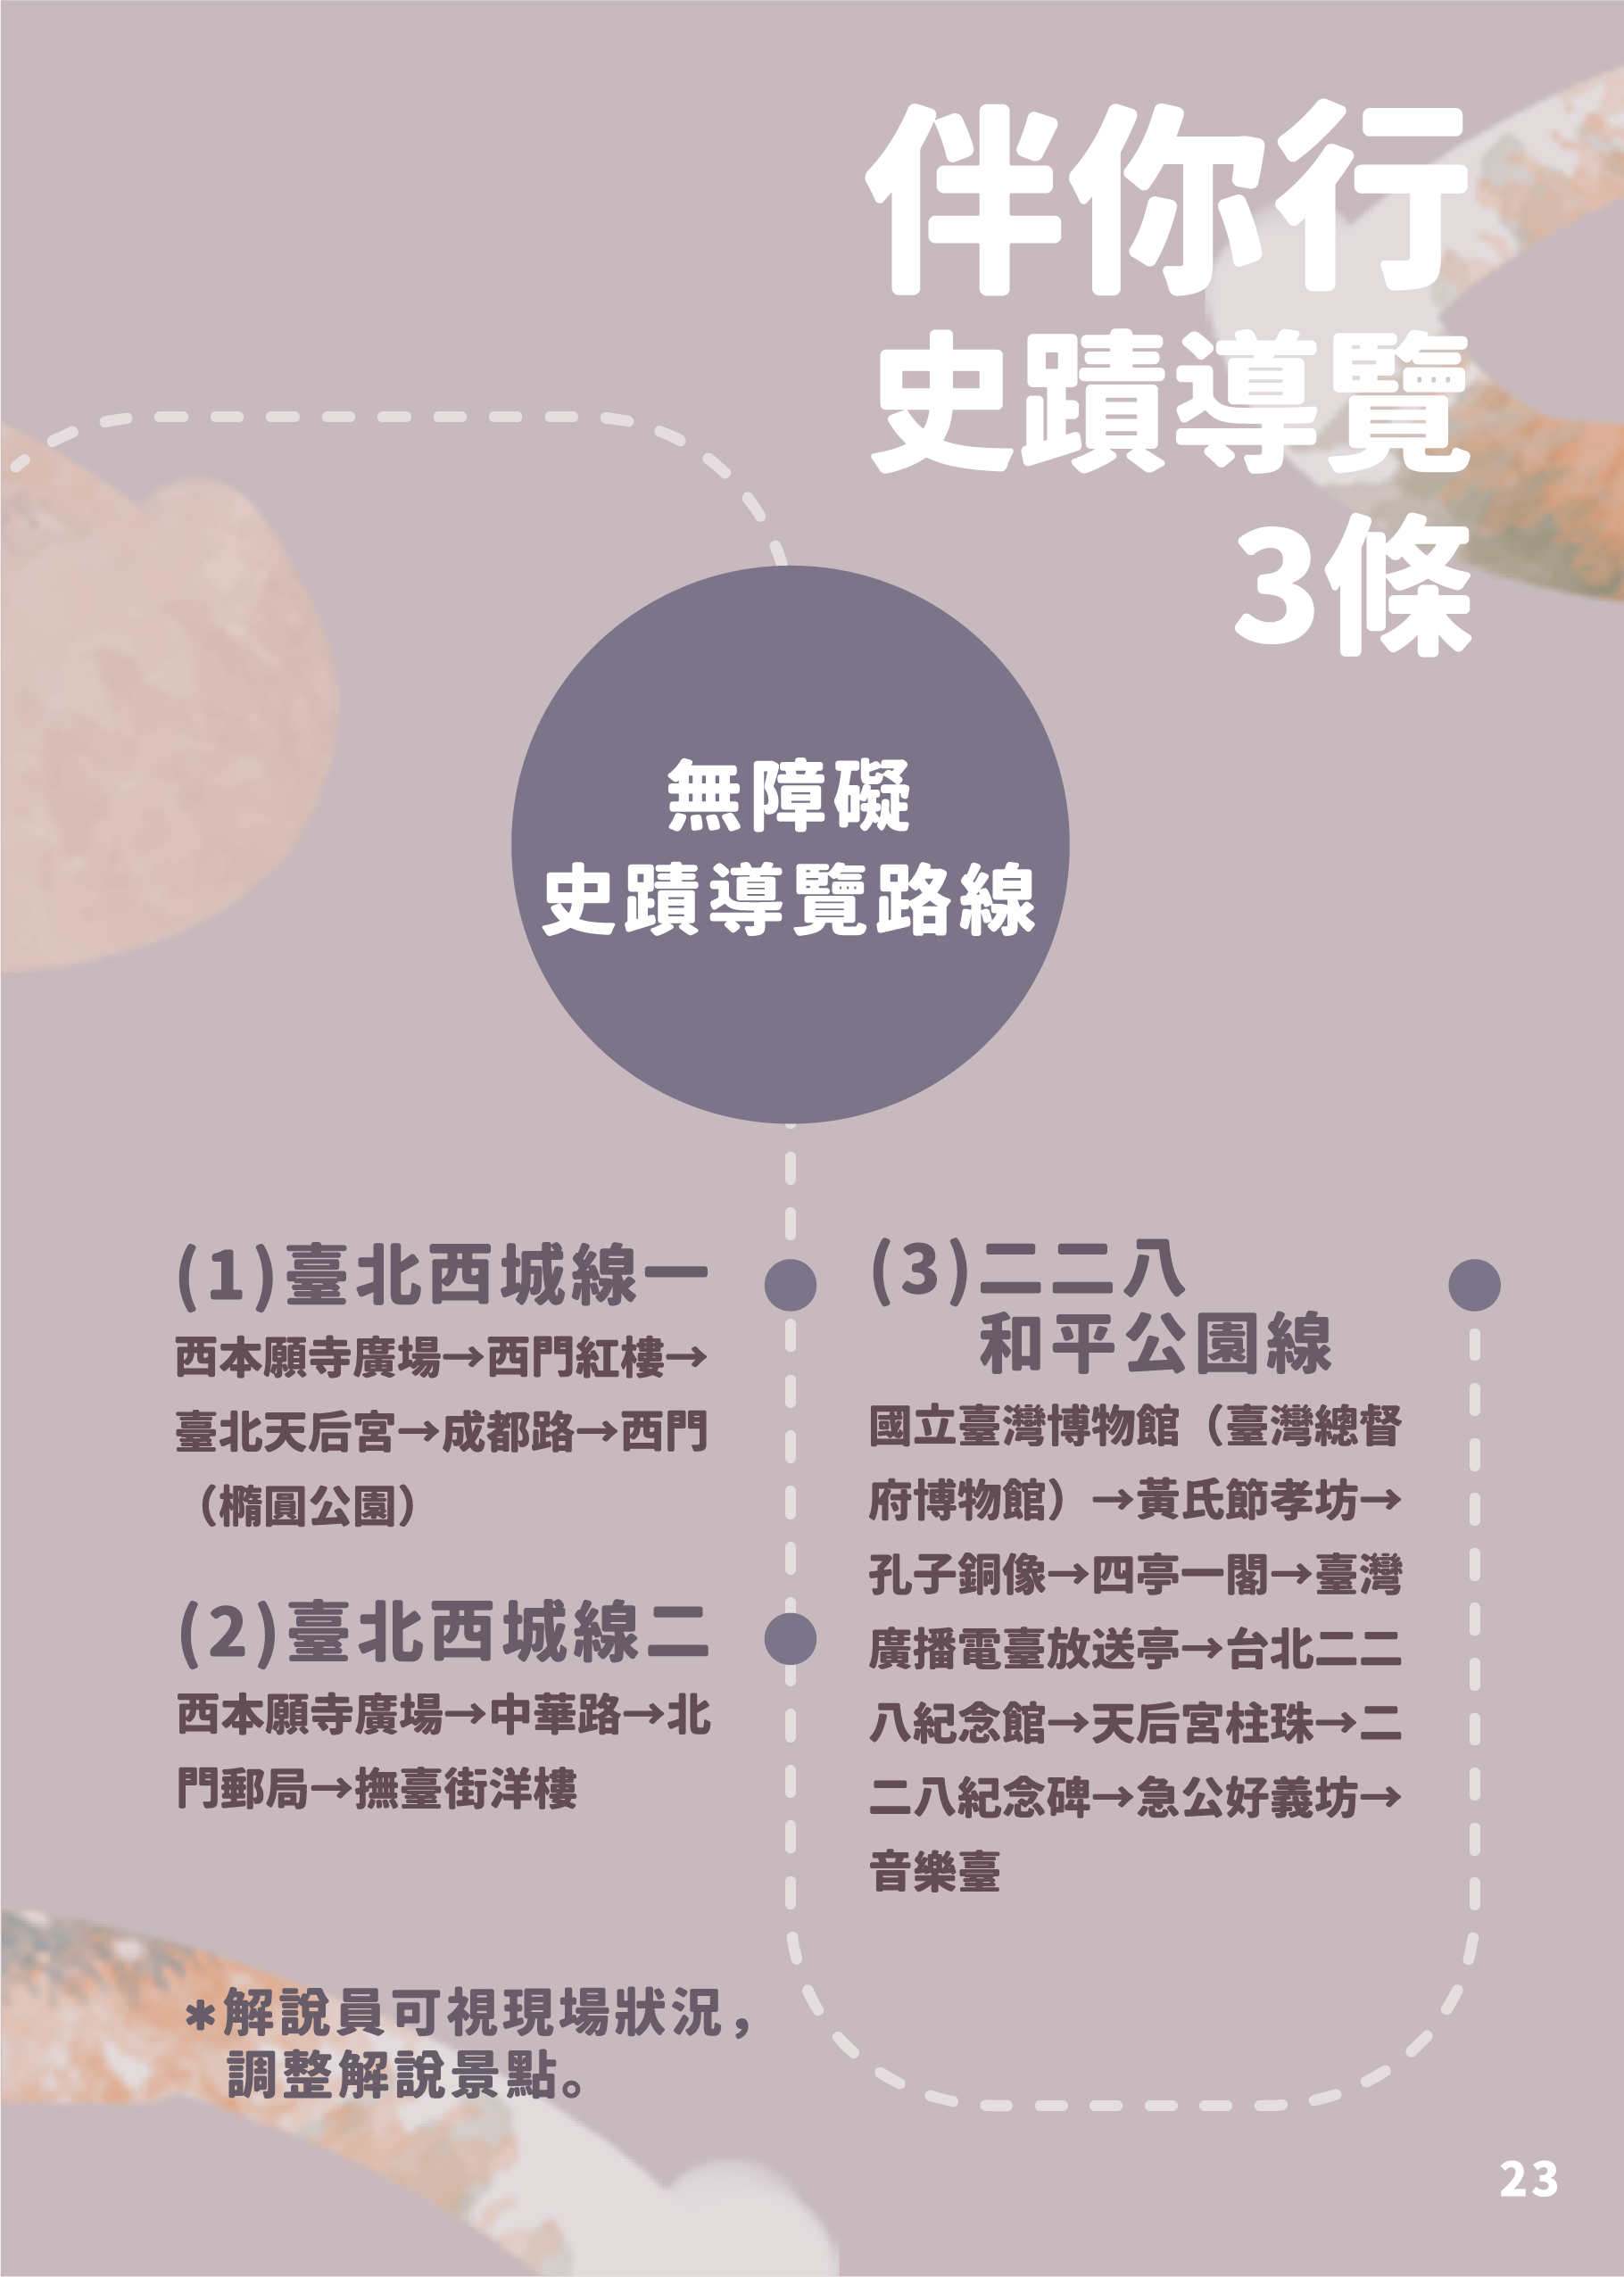 伴你行
史蹟導覽
3條
無障礙
史蹟導覽路線
(1)臺北西城線一
西本願寺廣場→西門紅樓→
臺北天后宮→成都路→西門
（橢圓公園）
(2)臺北西城線二
西本願寺廣場→中華路→北
門郵局→撫臺街洋樓
(3)二二八
和平公園線
國立臺灣博物館（臺灣總督
府博物館）→黃氏節孝坊→
孔子銅像→四亭一閣→臺灣
廣播電臺放送亭→台北二二
八紀念館→天后宮柱珠→二
二八紀念碑→急公好義坊→
音樂臺
*解說員可視現場狀況，
調整解說景點。
23